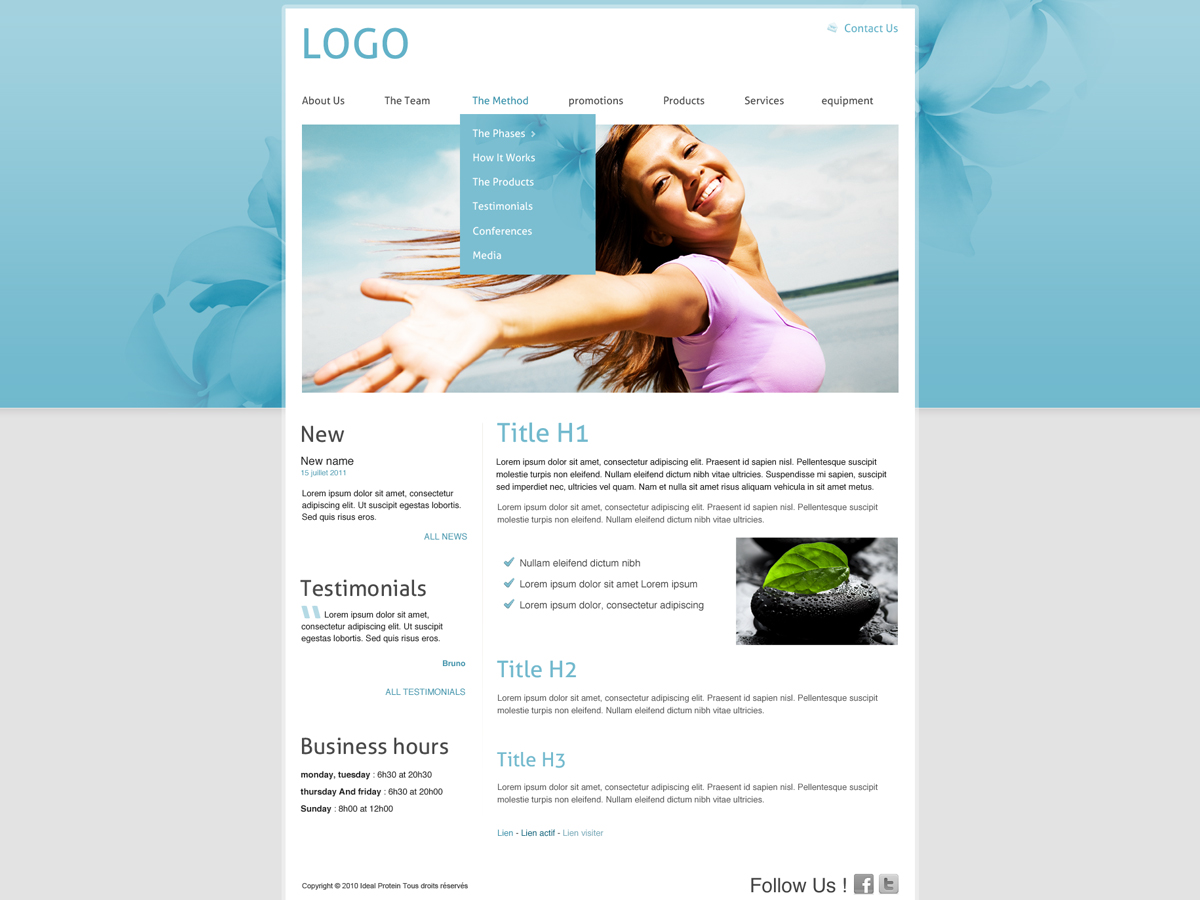 LOGO
Contact Us
About Us
The Team
The Method
promotions
Products
Services
equipment
The Phases ›
How It Works
The Products
Testimonials
Conferences
Media
New
New name
15 juillet 2011
Lorem ipsum dolor sit amet, consectetur
adipiscing elit. Ut suscipit egestas lobortis.
Sed quis risus eros.
ALL NEWS
Testimonials
Lorem ipsum dolor sit amet,
consectetur adipiscing elit. Ut suscipit
egestas lobortis. Sed quis risus eros.
Bruno
ALL TESTIMONIALS
Business hours
monday, tuesday : 6h30 at 20h30
thursday And friday : 6h30 at 20h00
Sunday : 8h00 at 12h00
Title H1
Lorem ipsum dolor sit amet, consectetur adipiscing elit. Praesent id sapien nisl. Pellentesque suscipit
molestie turpis non eleifend. Nullam eleifend dictum nibh vitae ultricies. Suspendisse mi sapien, suscipit
sed imperdiet nec, ultricies vel quam. Nam et nulla sit amet risus aliquam vehicula in sit amet metus.
Lorem ipsum dolor sit amet, consectetur adipiscing elit. Praesent id sapien nisl. Pellentesque suscipit
molestie turpis non eleifend. Nullam eleifend dictum nibh vitae ultricies.
Nullam eleifend dictum nibh
Lorem ipsum dolor sit amet Lorem ipsum
Lorem ipsum dolor, consectetur adipiscing
Title H2
Lorem ipsum dolor sit amet, consectetur adipiscing elit. Praesent id sapien nisl. Pellentesque suscipit
molestie turpis non eleifend. Nullam eleifend dictum nibh vitae ultricies.
Title H3
Lorem ipsum dolor sit amet, consectetur adipiscing elit. Praesent id sapien nisl. Pellentesque suscipit
molestie turpis non eleifend. Nullam eleifend dictum nibh vitae ultricies.
Lien - Lien actif - Lien visiter
Copyright © 2010 Ideal Protein Tous droits réservés
Follow Us !